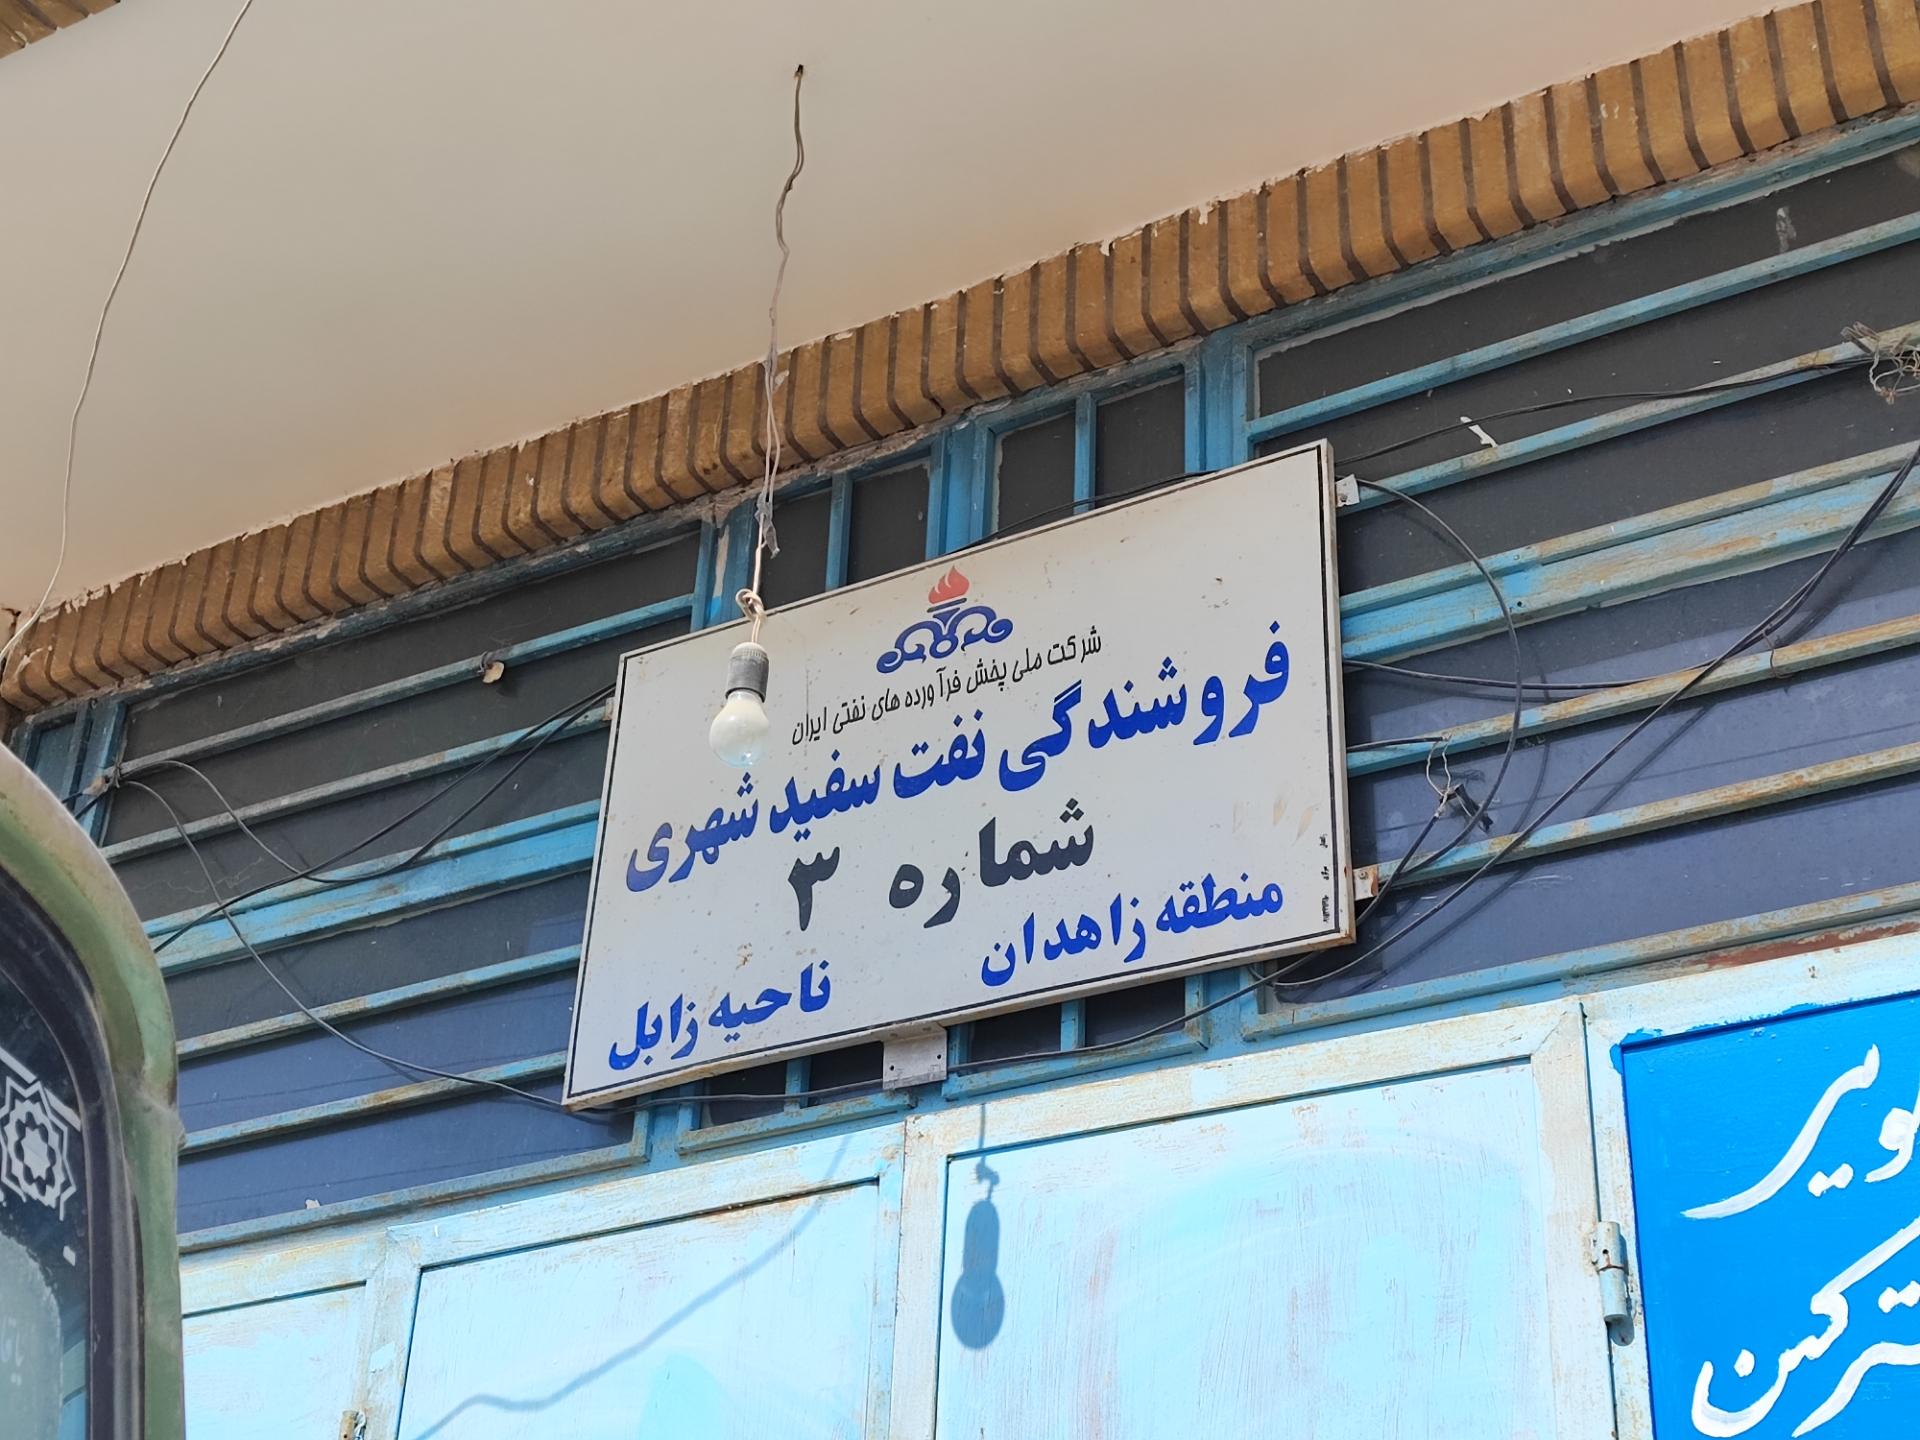 شرکت ملی پخش فرآورده های نفتی ایران
فروشندگی نفت سفید شهری
شماره ۳
منطقه زاهدان ناحیه زابل